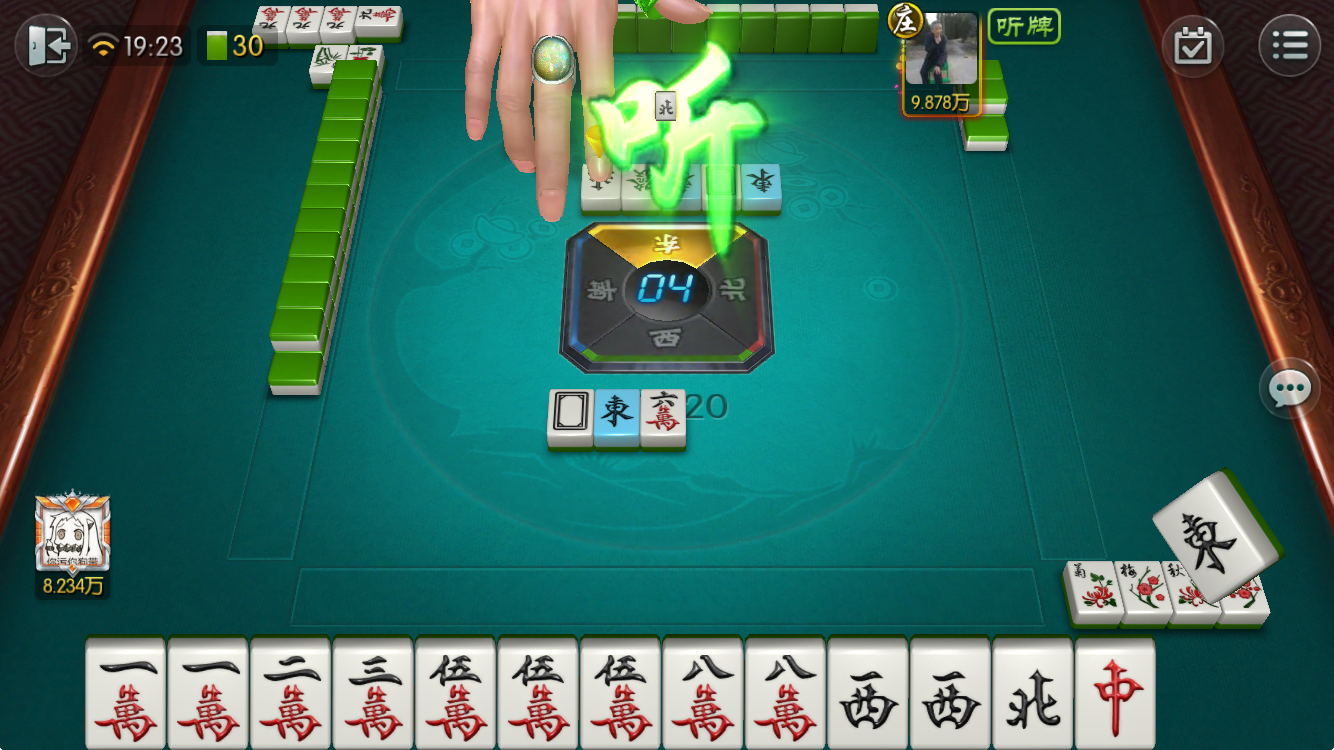 19:23
30
庄
听牌
9.878万
北
听
東
东
南
04
北
西
東
六萬
20
東
菊
梅
秋
8.234万
一萬
一萬
二萬
三萬
伍萬
伍萬
伍萬
八萬
八萬
西
西
北
中